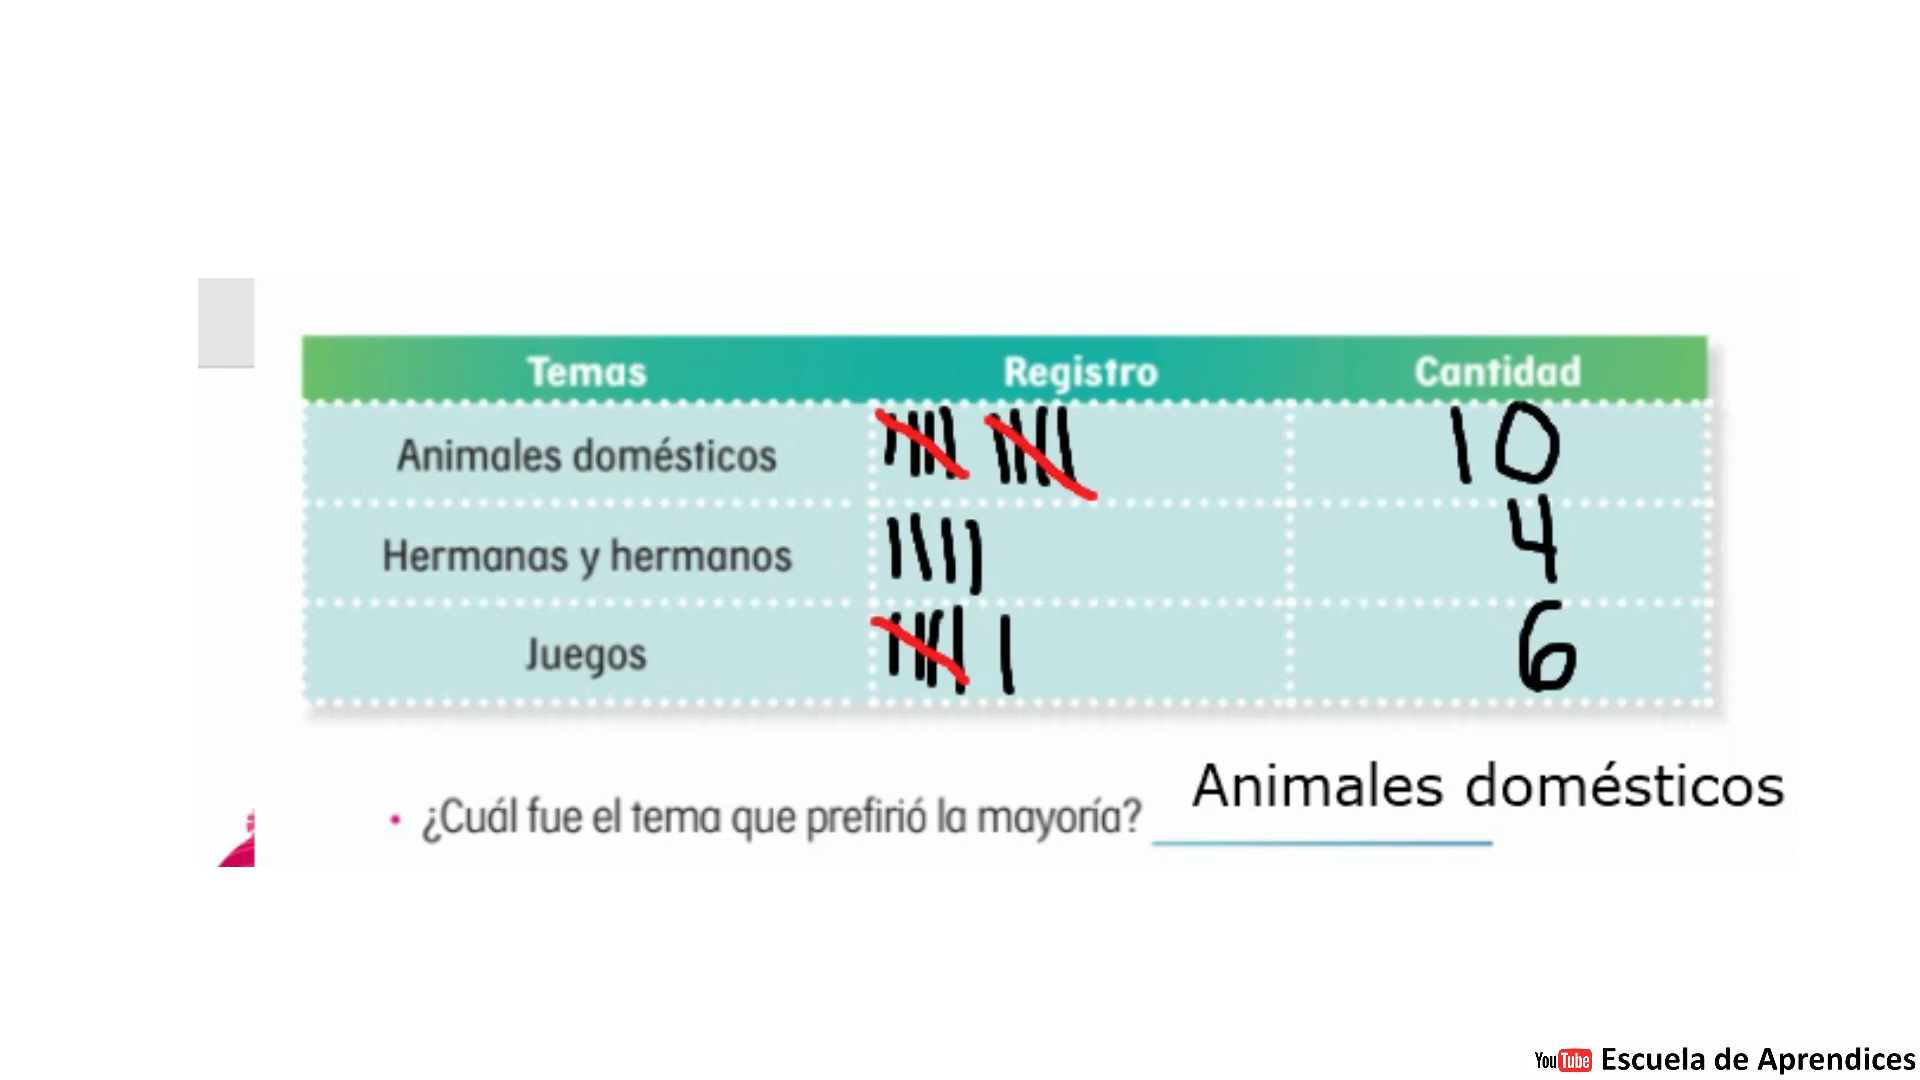 Temas Registro Cantidad
Animales domésticos 10
Hermanas y hermanos 4
Juegos 6
• ¿Cuál fue el tema que prefirió la mayoría? Animales domésticos
YouTube Escuela de Aprendices